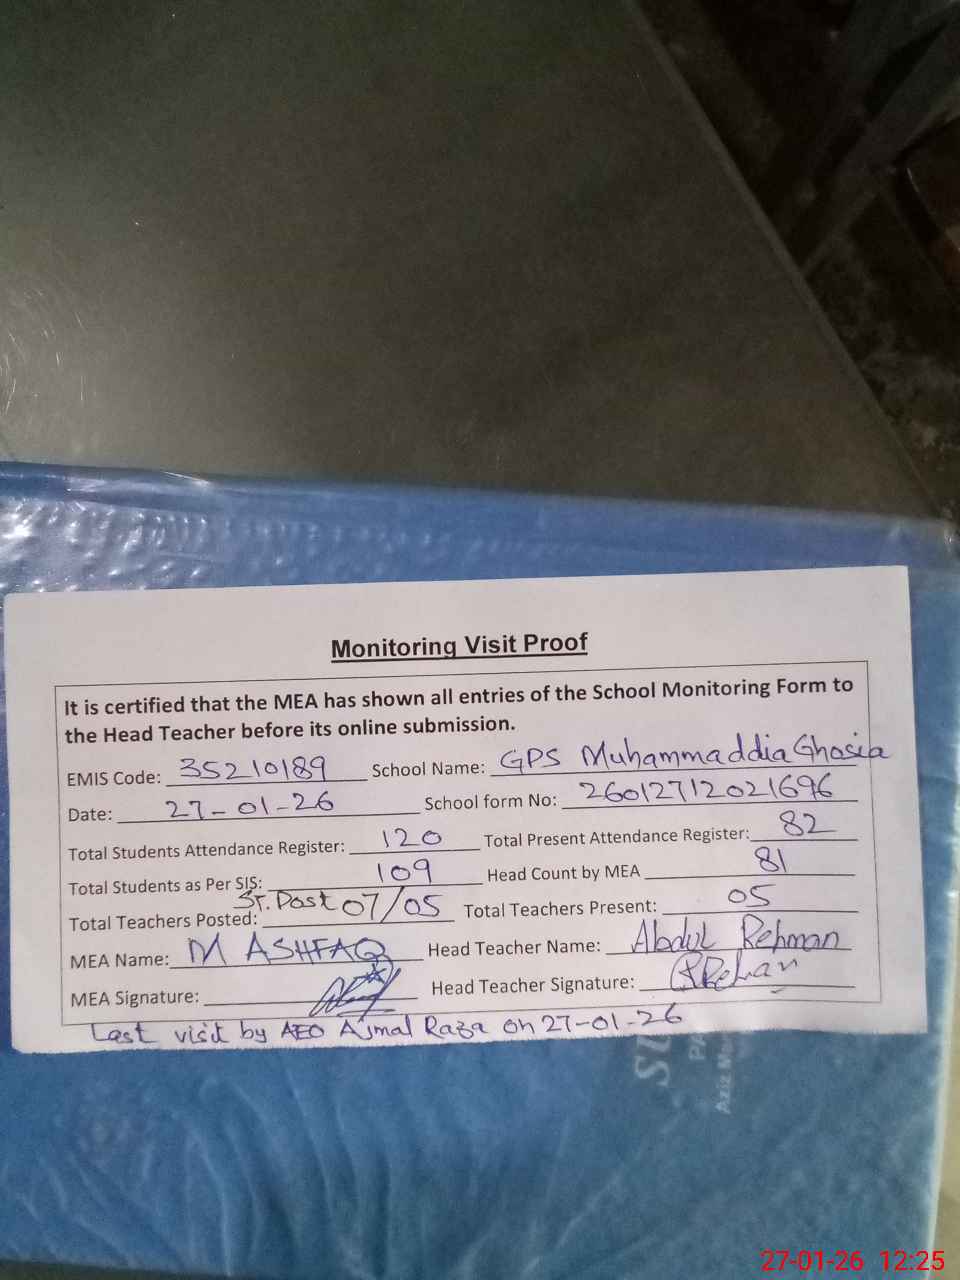 Monitoring Visit Proof
It is certified that the MEA has shown all entries of the School Monitoring Form to
the Head Teacher before its online submission.
EMIS Code: 35210189 School Name: GPS Muhammaddia Ghosia
Date: 27-01-26 School form No: 26012712021696
Total Students Attendance Register: 120 Total Present Attendance Register: 82
Total Students as Per SIS: 109 Head Count by MEA 81
Total Teachers Posted: ST. Post 07/05 Total Teachers Present: 05
MEA Name: M ASHFAQ Head Teacher Name: Abdul Rehman
MEA Signature: Head Teacher Signature:
Last visit by AEO Ajmal Raza on 27-01-26
27-01-26 12:25